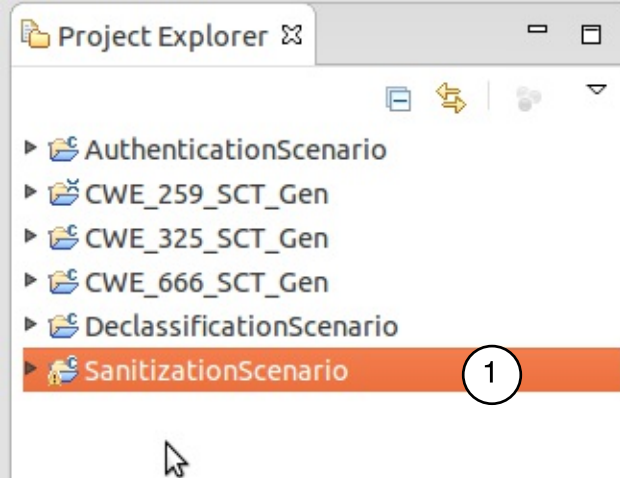 Project Explorer
AuthenticationScenario
CWE_259_SCT_Gen
CWE_325_SCT_Gen
CWE_666_SCT_Gen
DeclassificationScenario
SanitizationScenario 1